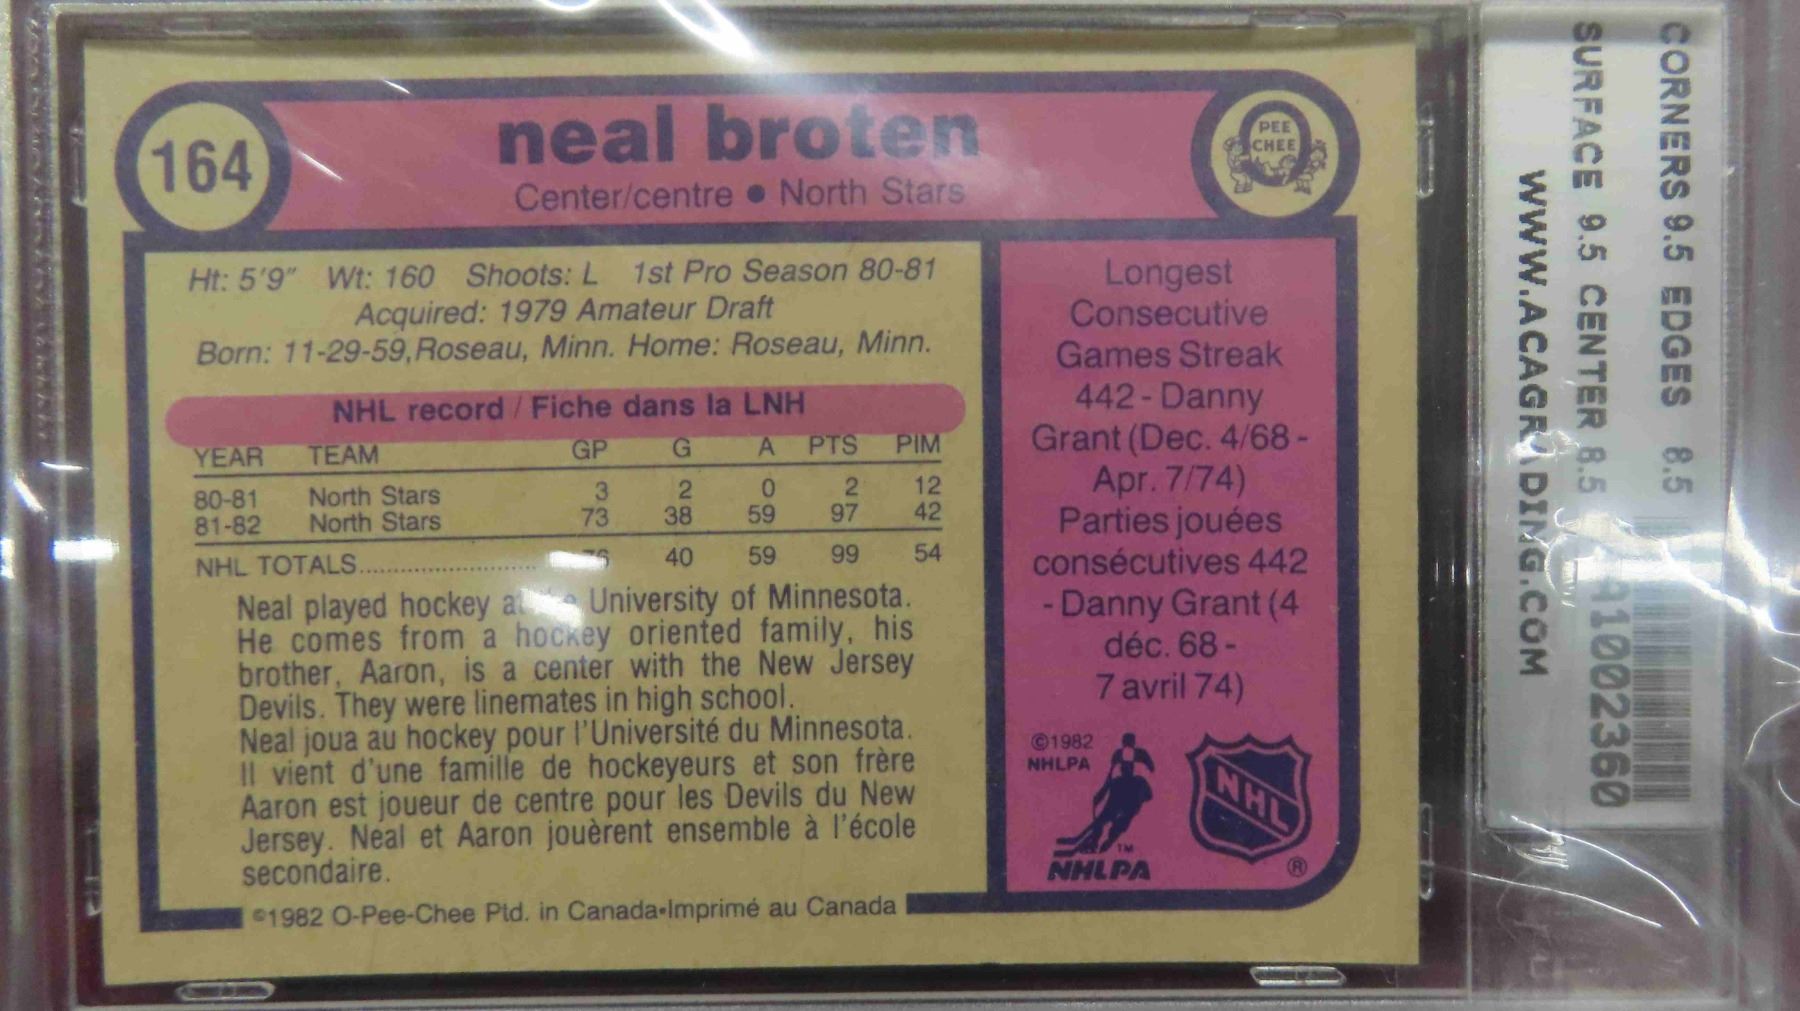 164
neal broten
Center/centre ● North Stars
PEE
CHEE
Ht: 5'9" Wt: 160 Shoots: L 1st Pro Season 80-81
Acquired: 1979 Amateur Draft
Born: 11-29-59, Roseau, Minn. Home: Roseau, Minn.
NHL record / Fiche dans la LNH
YEAR TEAM GP G A PTS PIM
80-81 North Stars 3 2 0 2 12
81-82 North Stars 73 38 59 97 42
NHL TOTALS............................ 76 40 59 99 54
Neal played hockey at the University of Minnesota.
He comes from a hockey oriented family, his
brother, Aaron, is a center with the New Jersey
Devils. They were linemates in high school.
Neal joua au hockey pour l'Université du Minnesota.
Il vient d'une famille de hockeyeurs et son frère
Aaron est joueur de centre pour les Devils du New
Jersey. Neal et Aaron jouèrent ensemble à l'école
secondaire.
©1982 O-Pee-Chee Ptd. in Canada•Imprimé au Canada
Longest
Consecutive
Games Streak
442 - Danny
Grant (Dec. 4/68 -
Apr. 7/74)
Parties jouées
consécutives 442
- Danny Grant (4
déc. 68 -
7 avril 74)
©1982
NHLPA
TM
NHLPA
NHL
®
CORNERS 9.5 EDGES 8.5
SURFACE 9.5 CENTER 8.5
A1002360
WWW.ACAGRADING.COM